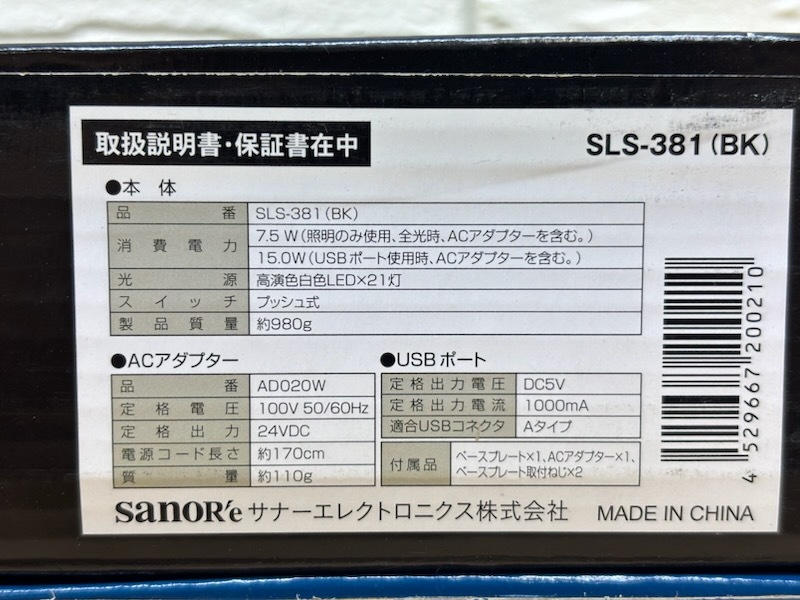 取扱説明書・保証書在中
SLS-381(BK)
●本 体
品番 SLS-381(BK)
消費電力 7.5W(照明のみ使用、全光時、ACアダプターを含む。)
15.0W(USBポート使用時、ACアダプターを含む。)
光源 高演色白色LED×21灯
スイッチ プッシュ式
製品質量 約980g
●ACアダプター
品番 AD020W
定格電圧 100V 50/60Hz
定格出力 24VDC
電源コード長さ 約170cm
質量 約110g
●USBポート
定格出力電圧 DC5V
定格出力電流 1000mA
適合USBコネクタ Aタイプ
付属品 ベースプレート×1、ACアダプター×1、
ベースプレート取付ねじ×2
4 529667 200210
sanoR'e サナーエレクトロニクス株式会社
MADE IN CHINA